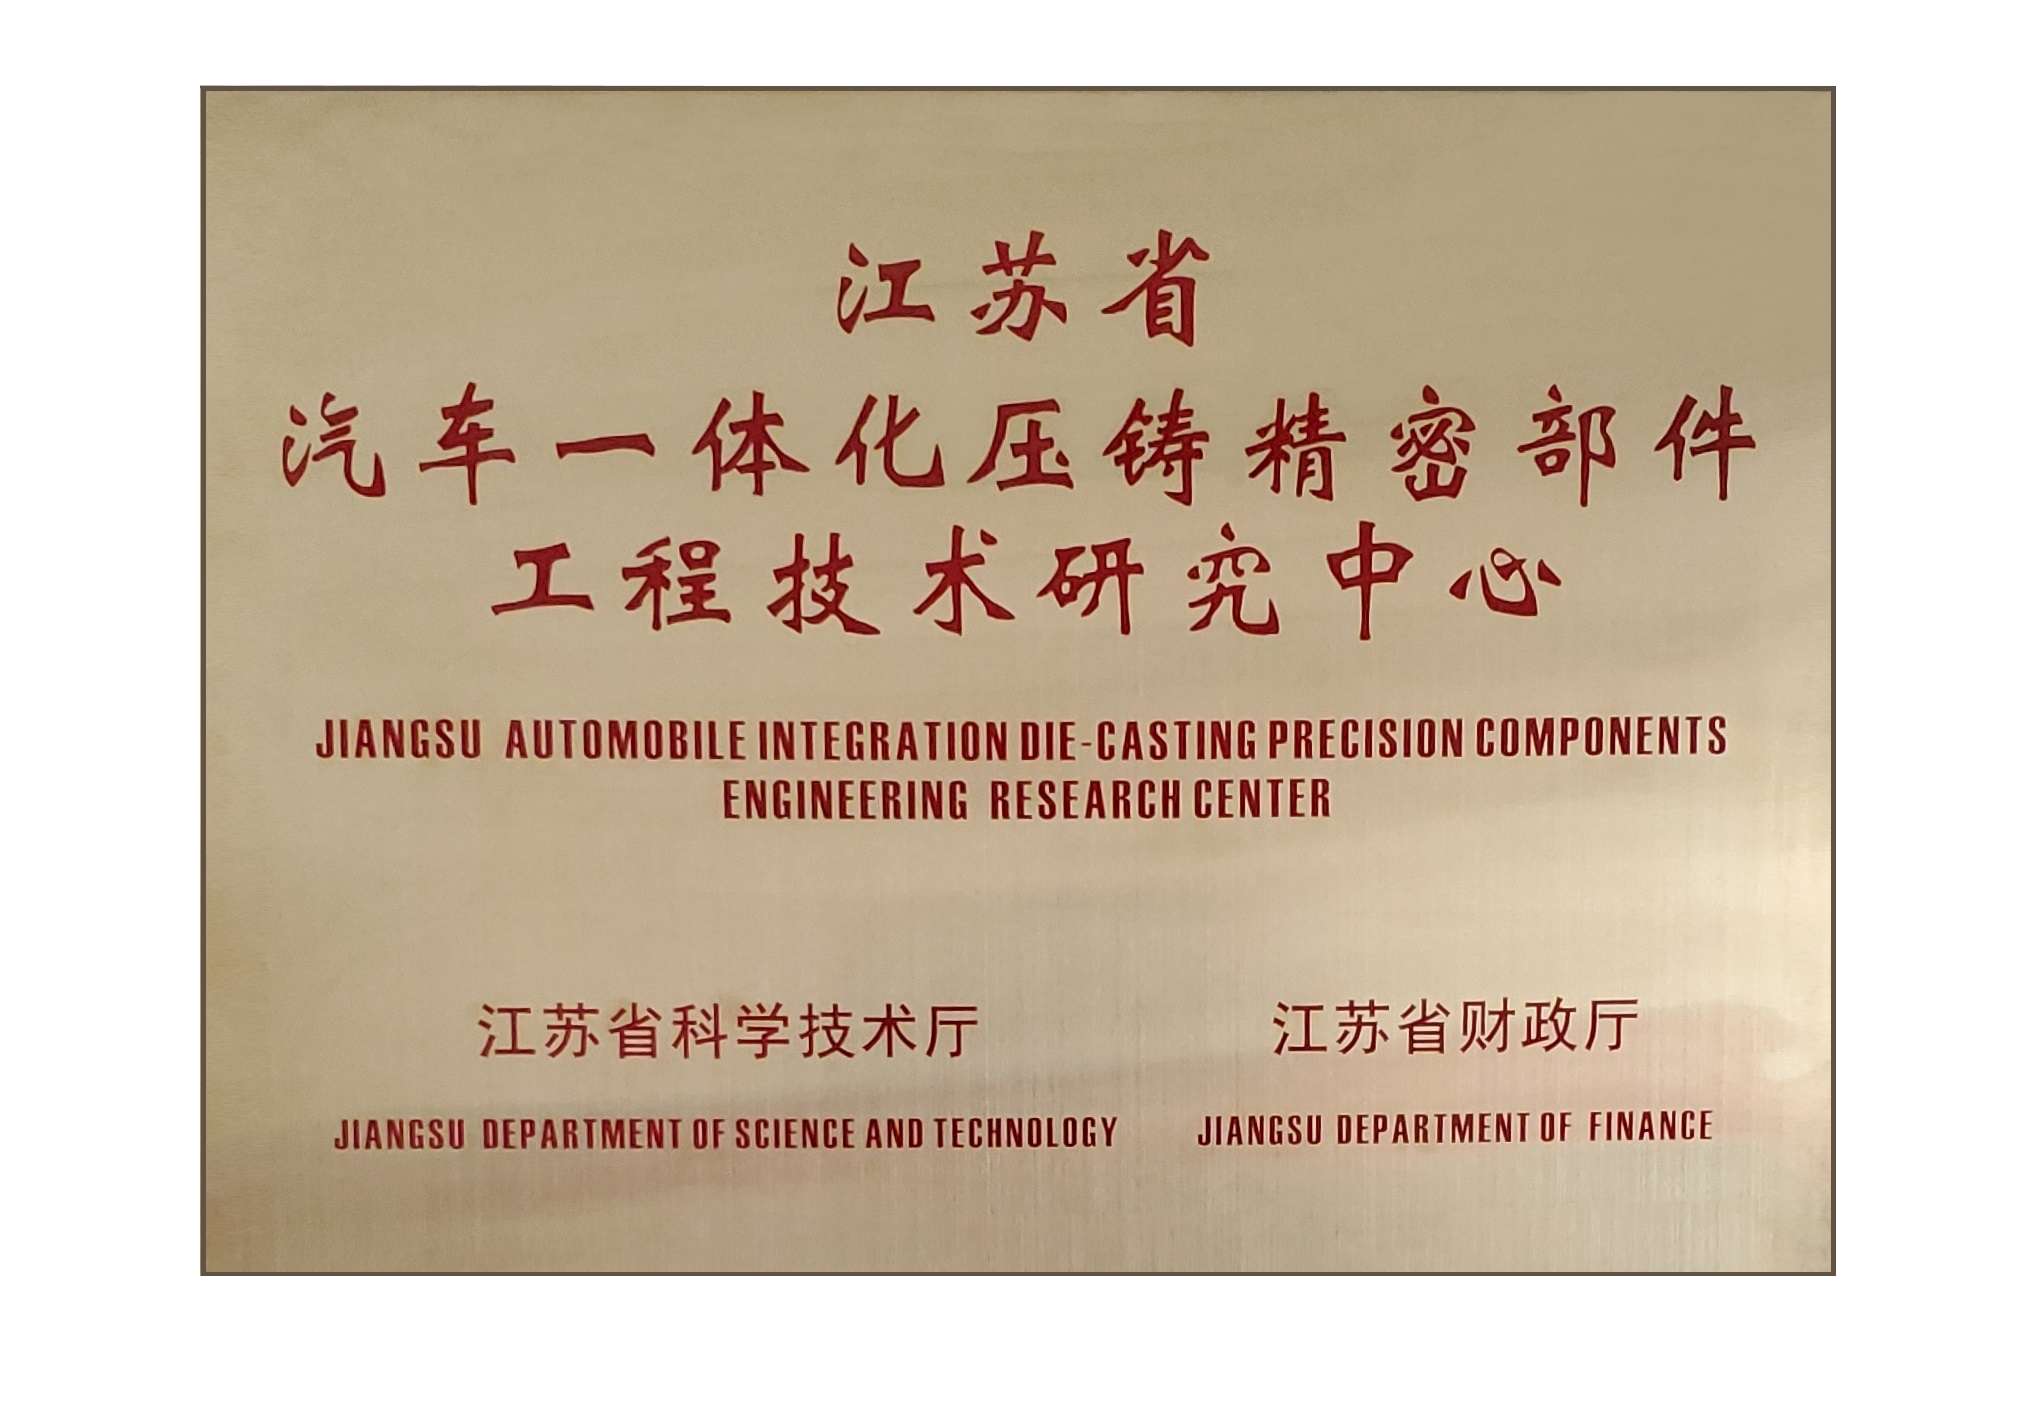 江苏省
汽车一体化压铸精密部件
工程技术研究中心
JIANGSU AUTOMOBILE INTEGRATION DIE-CASTING PRECISION COMPONENTS
ENGINEERING RESEARCH CENTER
江苏省科学技术厅 江苏省财政厅
JIANGSU DEPARTMENT OF SCIENCE AND TECHNOLOGY JIANGSU DEPARTMENT OF FINANCE